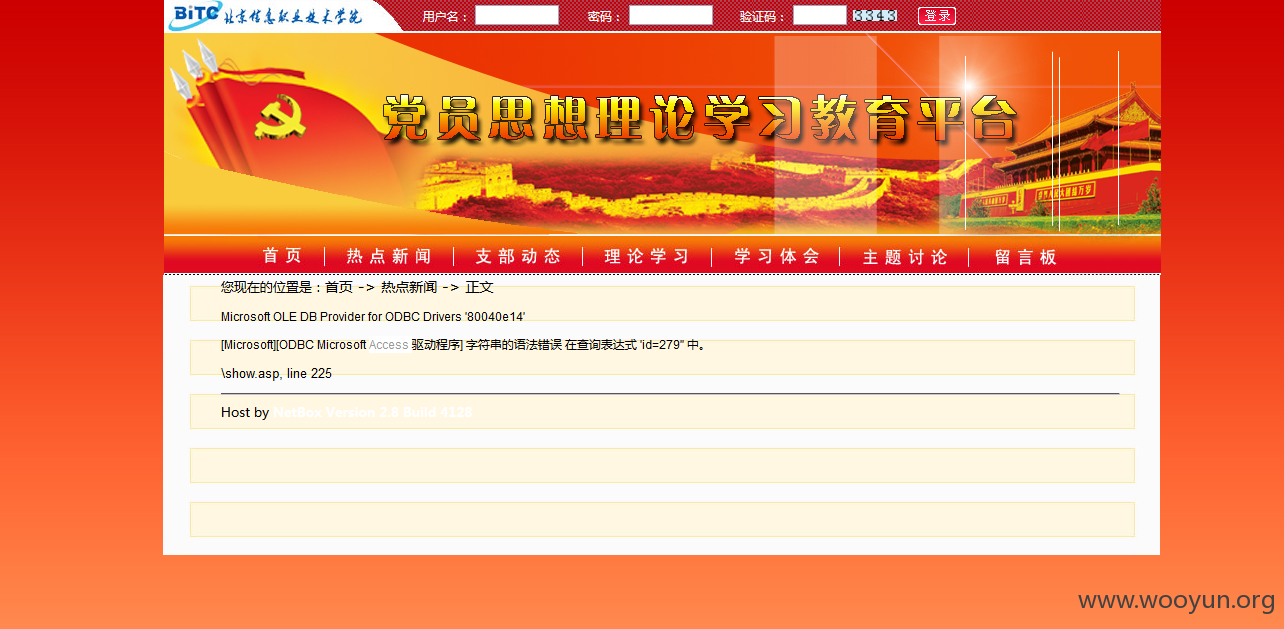 BITC 北京信息职业技术学院 用户名： 密码： 验证码： 3343 登录
党员思想理论学习教育平台
首页 热点新闻 支部动态 理论学习 学习体会 主题讨论 留言板
您现在的位置是：首页 -> 热点新闻 -> 正文
Microsoft OLE DB Provider for ODBC Drivers '80040e14'
[Microsoft][ODBC Microsoft Access 驱动程序] 字符串的语法错误 在查询表达式 'id=279'' 中。
\show.asp, line 225
Host by NetBox Version 2.8 Build 4128
www.wooyun.org